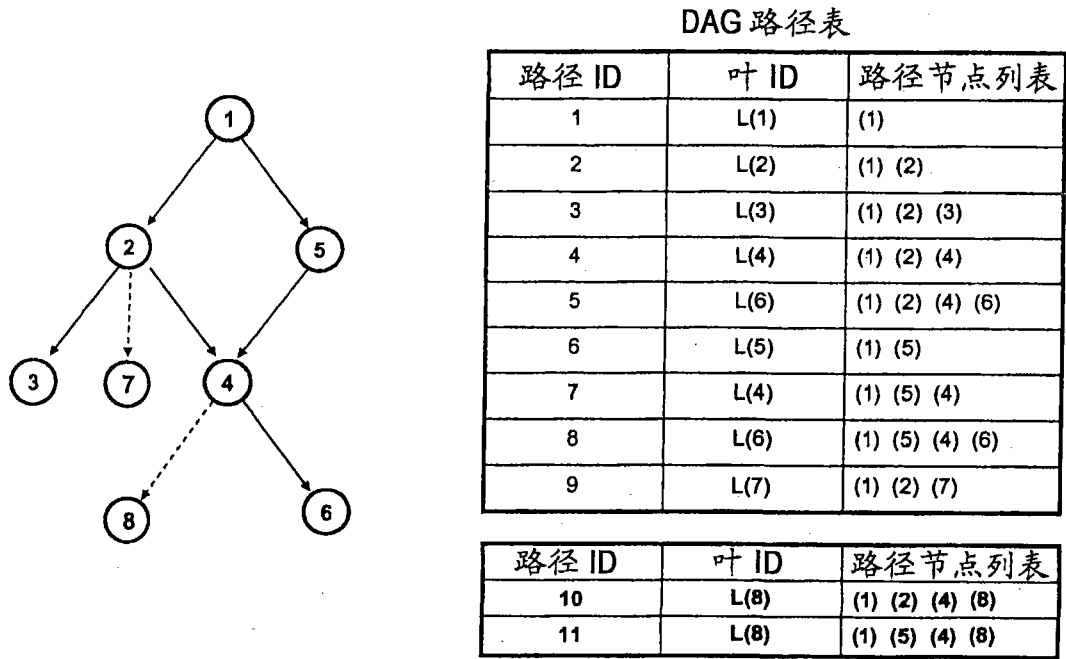 DAG 路径表
路径 ID 叶 ID 路径节点列表
1 L(1) (1)
2 L(2) (1) (2)
3 L(3) (1) (2) (3)
4 L(4) (1) (2) (4)
5 L(6) (1) (2) (4) (6)
6 L(5) (1) (5)
7 L(4) (1) (5) (4)
8 L(6) (1) (5) (4) (6)
9 L(7) (1) (2) (7)
路径 ID 叶 ID 路径节点列表
10 L(8) (1) (2) (4) (8)
11 L(8) (1) (5) (4) (8)
1
2 5
3 7 4
8 6